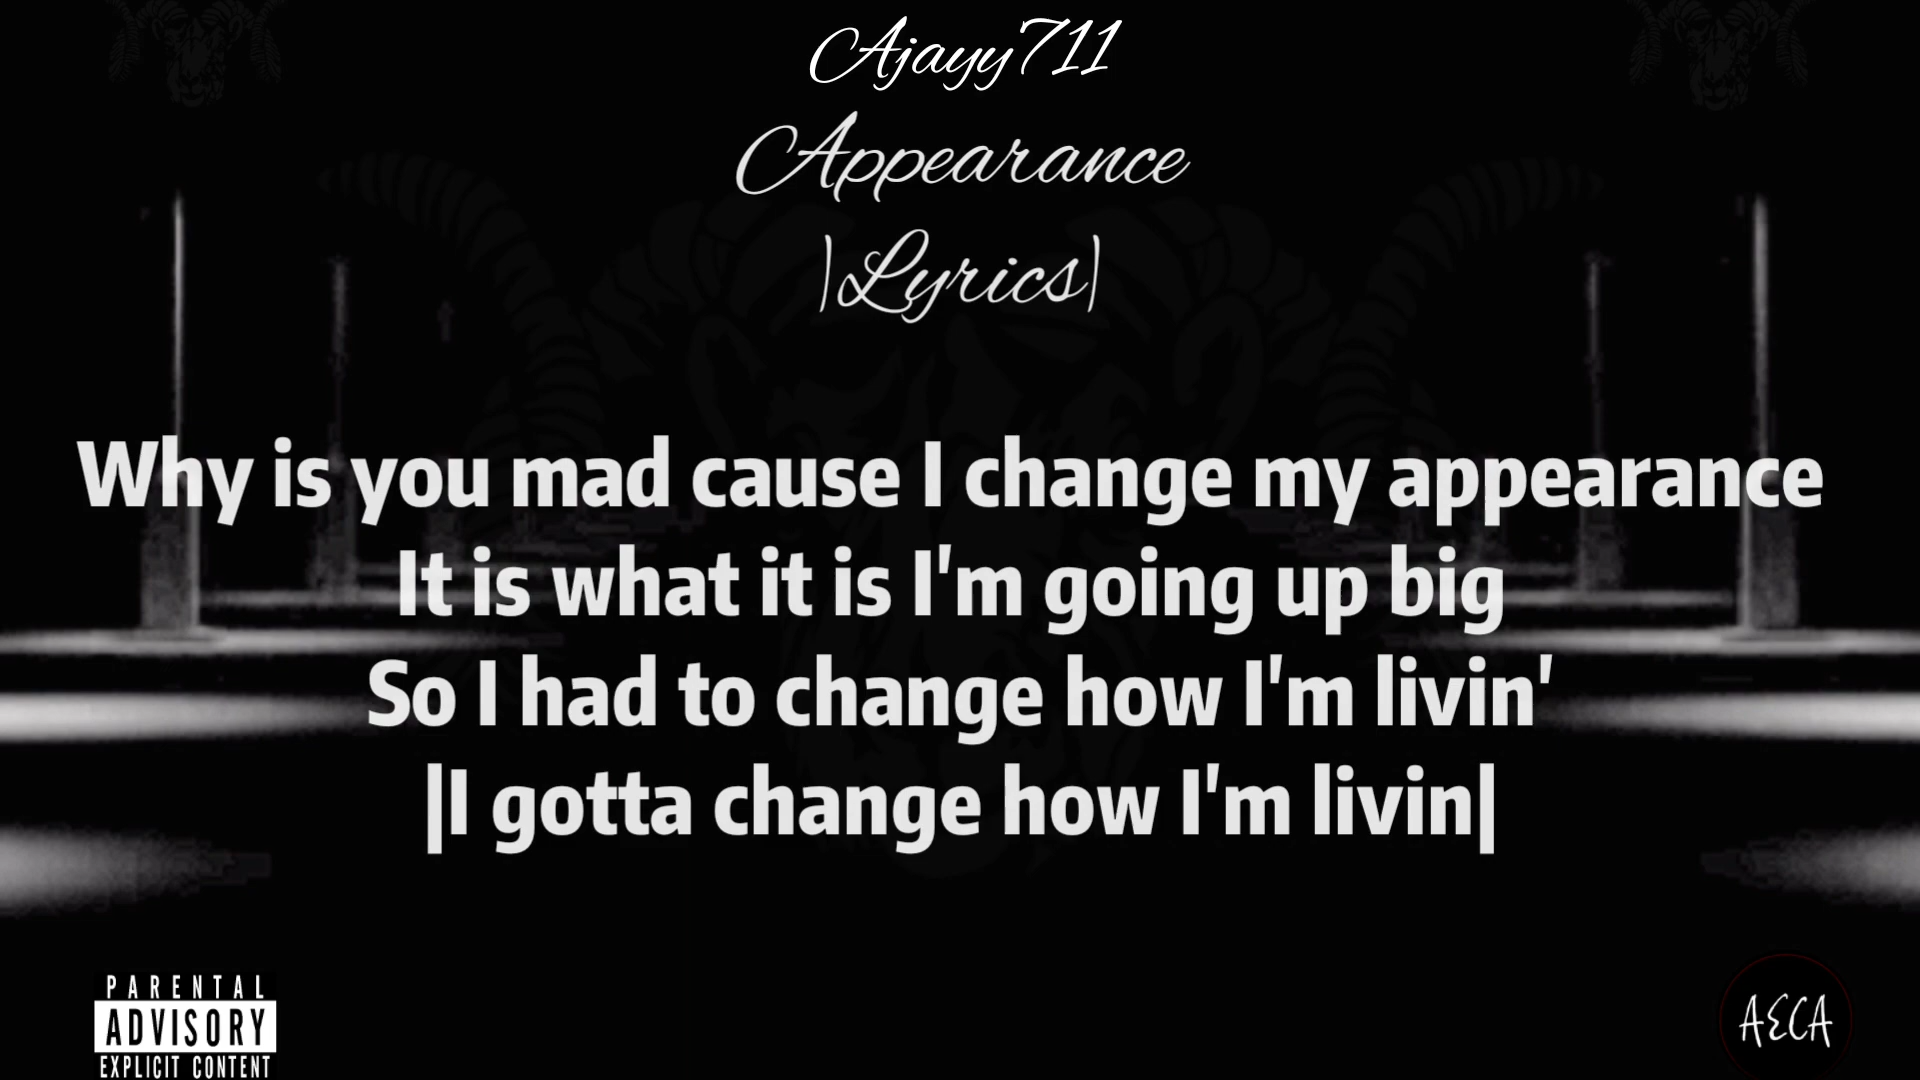 Ajayy711
Appearance
|Lyrics|
Why is you mad cause I change my appearance
It is what it is I'm going up big
So I had to change how I'm livin'
|I gotta change how I'm livin|
PARENTAL
ADVISORY
EXPLICIT CONTENT
AECA